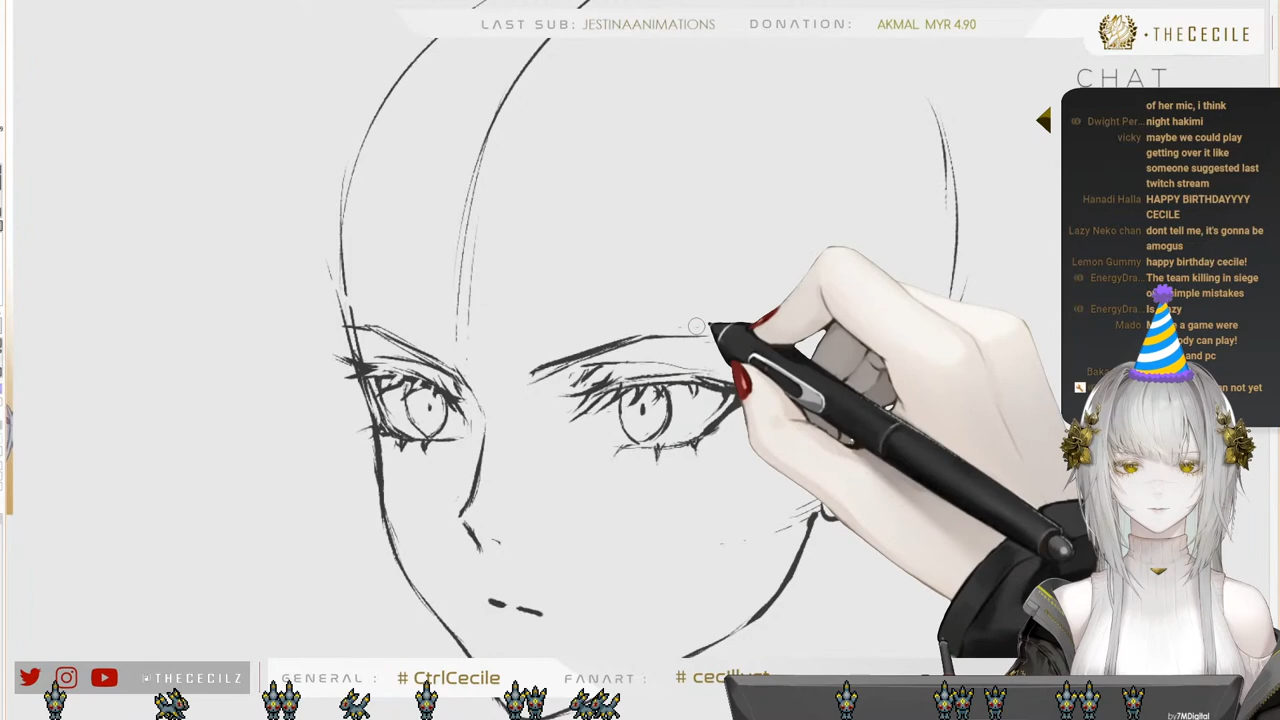 LAST SUB: JESTINAANIMATIONS DONATION: AKMAL MYR 4.90
·THECECILE
CHAT
of her mic, i think
Dwight Per... night hakimi
vicky maybe we could play
getting over it like
someone suggested last
twitch stream
Hanadi Halla HAPPY BIRTHDAYYYY
CECILE
Lazy Neko chan dont tell me, it's gonna be
amogus
Lemon Gummy happy birthday cecile!
EnergyDra... The team killing in siege
simple mistakes
EnergyDra... Is
Mado a game were
body can play!
and pc
not yet
THECECILZ GENERAL : # CtrlCecile FANART :
by7MDigital